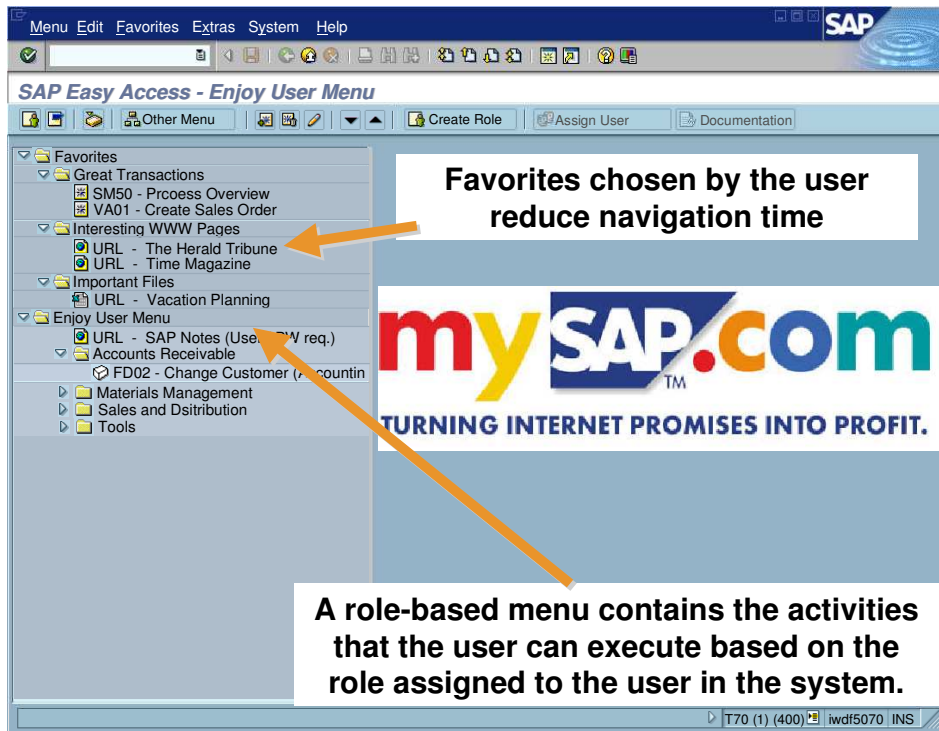 Menu Edit Favorites Extras System Help
SAP
SAP Easy Access - Enjoy User Menu
Other Menu Create Role Assign User Documentation
Favorites
Great Transactions
SM50 - Prcoess Overview
VA01 - Create Sales Order
Interesting WWW Pages
URL - The Herald Tribune
URL - Time Magazine
Important Files
URL - Vacation Planning
Enjoy User Menu
URL - SAP Notes (User req.)
Accounts Receivable
FD02 - Change Customer (Accountin
Materials Management
Sales and Dsitribution
Tools
Favorites chosen by the user
reduce navigation time
mySAP.com
TM
TURNING INTERNET PROMISES INTO PROFIT.
A role-based menu contains the activities
that the user can execute based on the
role assigned to the user in the system.
T70 (1) (400) iwdf5070 INS